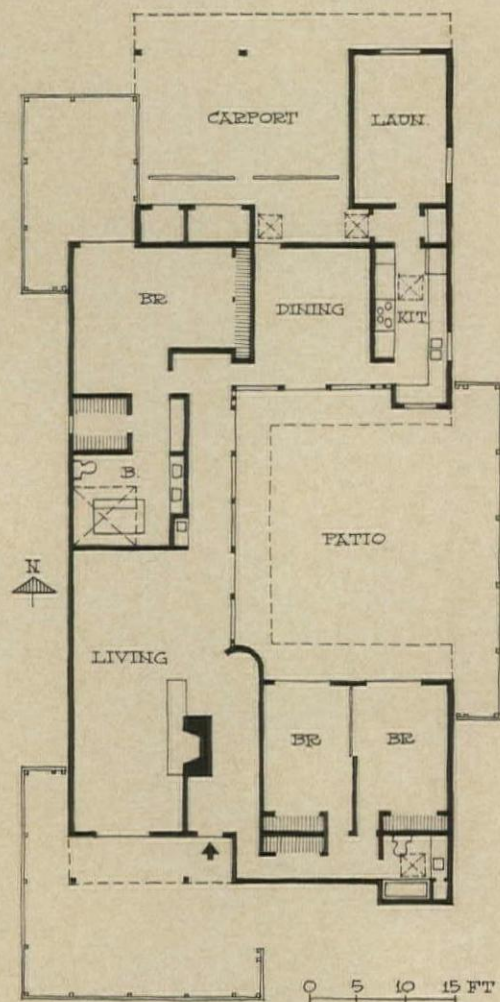 CARPORT
LAUN.
BR
DINING
KIT.
B.
PATIO
N
LIVING
BR
BR
0 5 10 15 FT